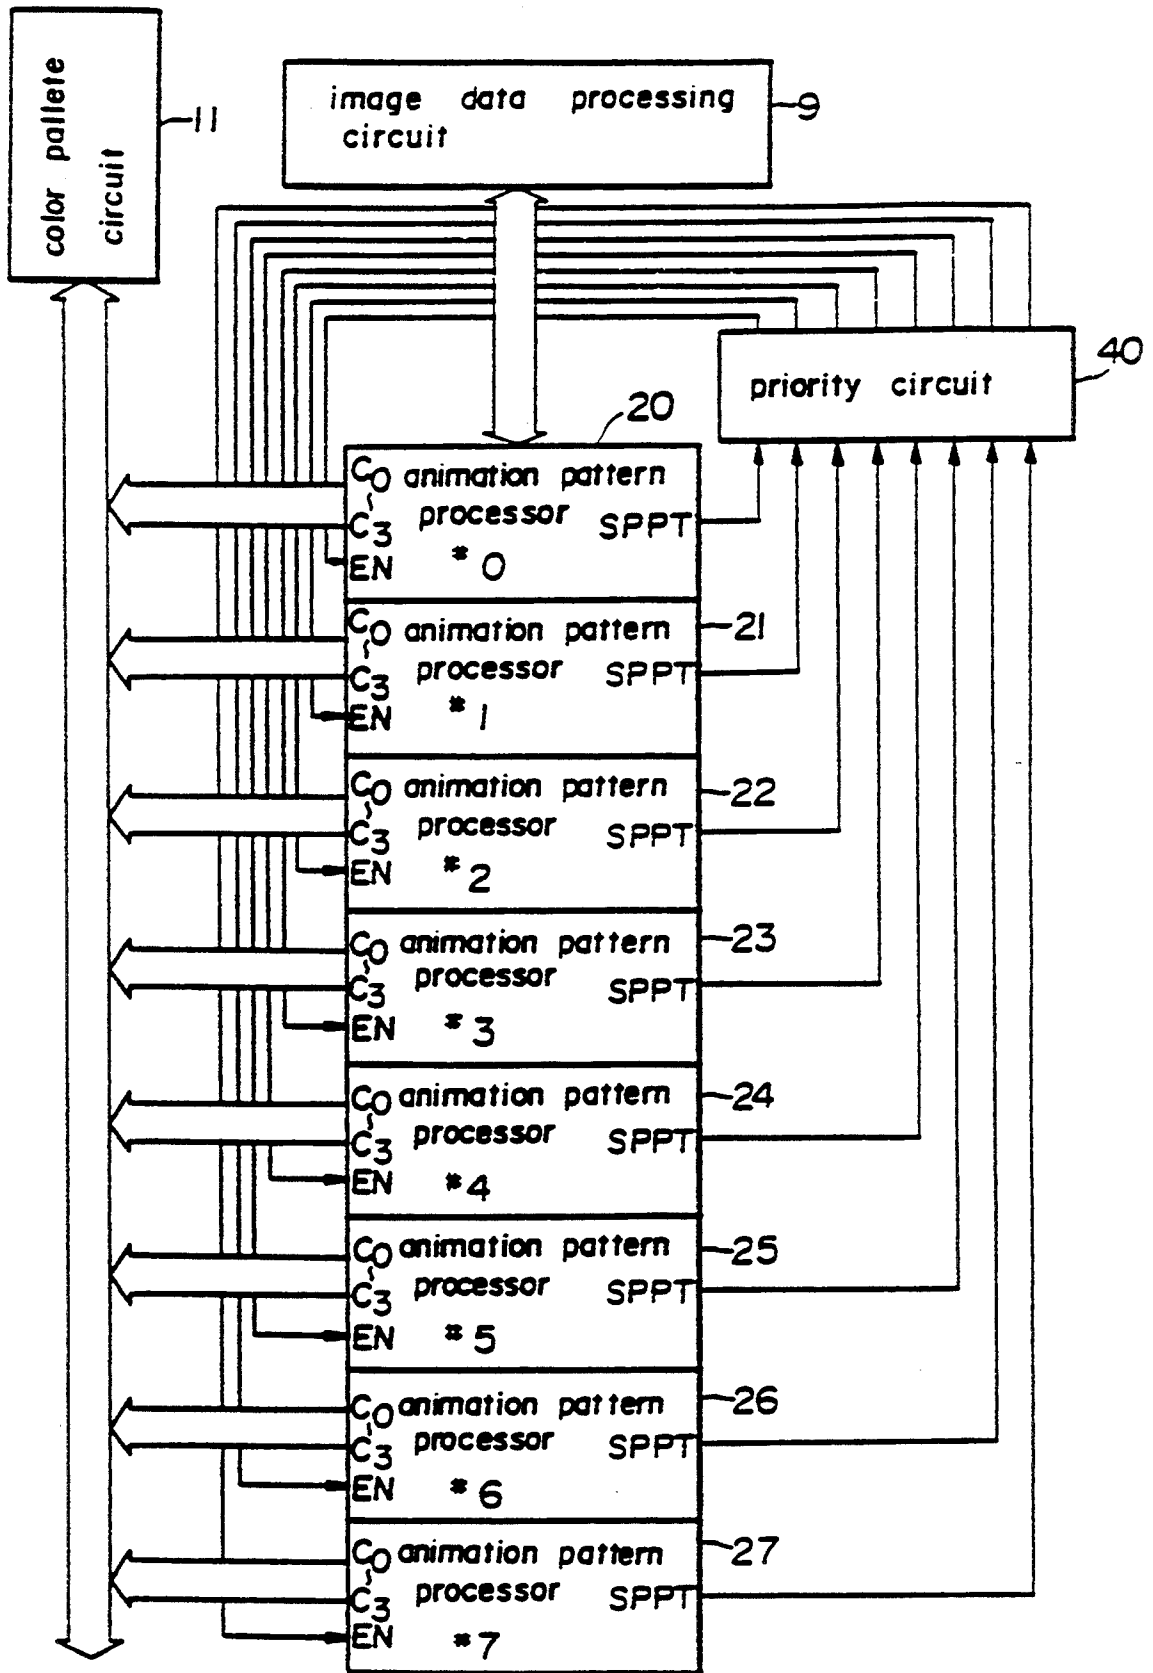 color pallete
circuit
11
image data processing
circuit
9
priority circuit
40
20
C0 animation pattern
~
C3 processor SPPT
EN #0
21
C0 animation pattern
~
C3 processor SPPT
EN #1
22
C0 animation pattern
~
C3 processor SPPT
EN #2
23
C0 animation pattern
~
C3 processor SPPT
EN #3
24
C0 animation pattern
~
C3 processor SPPT
EN #4
25
C0 animation pattern
~
C3 processor SPPT
EN #5
26
C0 animation pattern
~
C3 processor SPPT
EN #6
27
C0 animation pattern
~
C3 processor SPPT
EN #7